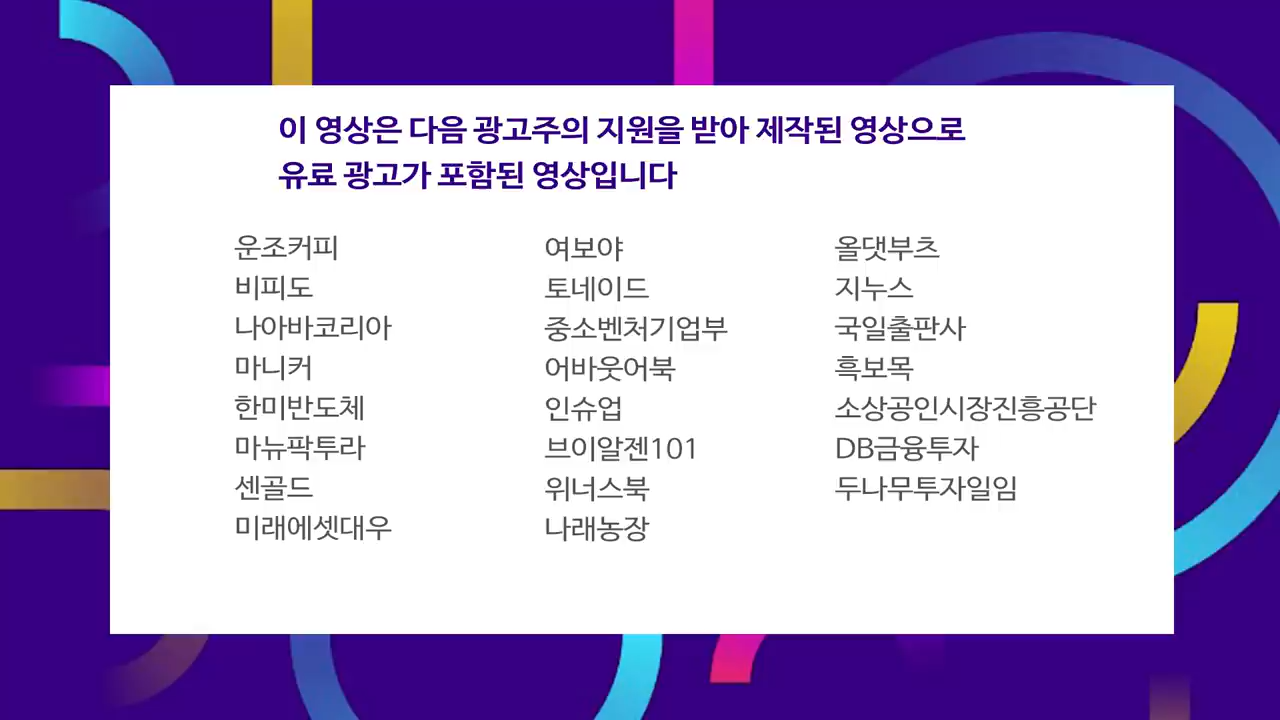 이 영상은 다음 광고주의 지원을 받아 제작된 영상으로
유료 광고가 포함된 영상입니다
운조커피
비피도
나아바코리아
마니커
한미반도체
마뉴팍투라
센골드
미래에셋대우
여보야
토네이드
중소벤처기업부
어바웃어북
인슈업
브이알젠101
위너스북
나래농장
올댓부츠
지누스
국일출판사
흑보목
소상공인시장진흥공단
DB금융투자
두나무투자일임